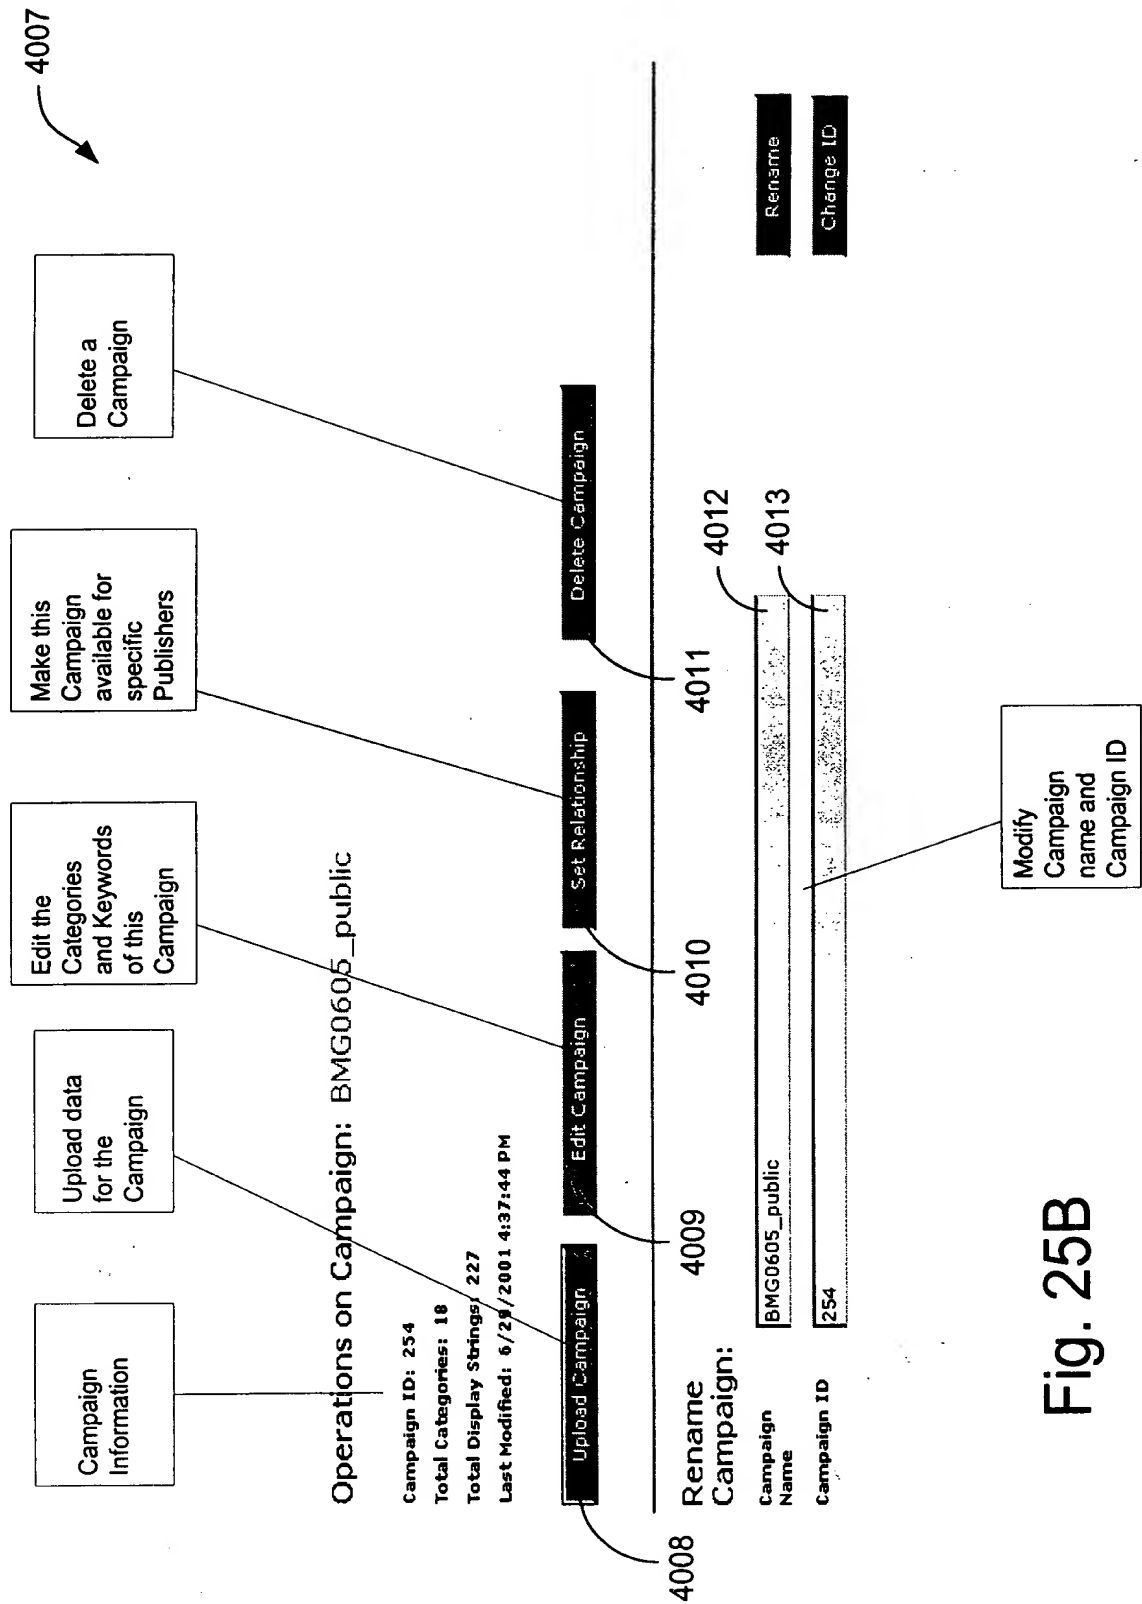 4007
Campaign
Information
Upload data
for the
Campaign
Edit the
Categories
and Keywords
of this
Campaign
Make this
Campaign
available for
specific
Publishers
Delete a
Campaign
Operations on Campaign: BMG0605_public
Campaign ID: 254
Total Categories: 18
Total Display Strings: 227
Last Modified: 6/29/2001 4:37:44 PM
Upload Campaign
Edit Campaign
Set Relationship
Delete Campaign
4008
4009
4010
4011
Rename
Campaign:
4012
Campaign
Name
BMG0605_public
Rename
4013
Campaign ID
254
Change ID
Modify
Campaign
name and
Campaign ID
Fig. 25B